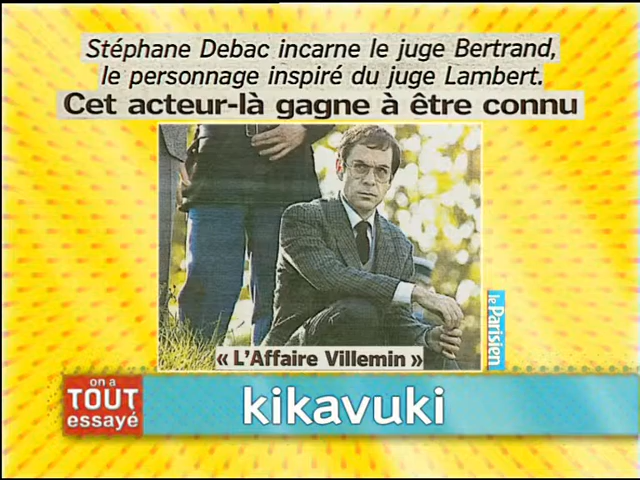 Stéphane Debac incarne le juge Bertrand,
le personnage inspiré du juge Lambert.
Cet acteur-là gagne à être connu
« L'Affaire Villemin »
le Parisien
on a
TOUT
essayé
kikavuki